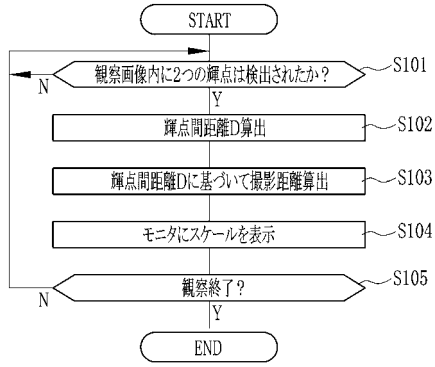 START
観察画像内に2つの輝点は検出されたか?
S101
N
Y
輝点間距離D算出
S102
輝点間距離Dに基づいて撮影距離算出
S103
モニタにスケールを表示
S104
観察終了?
S105
N
Y
END